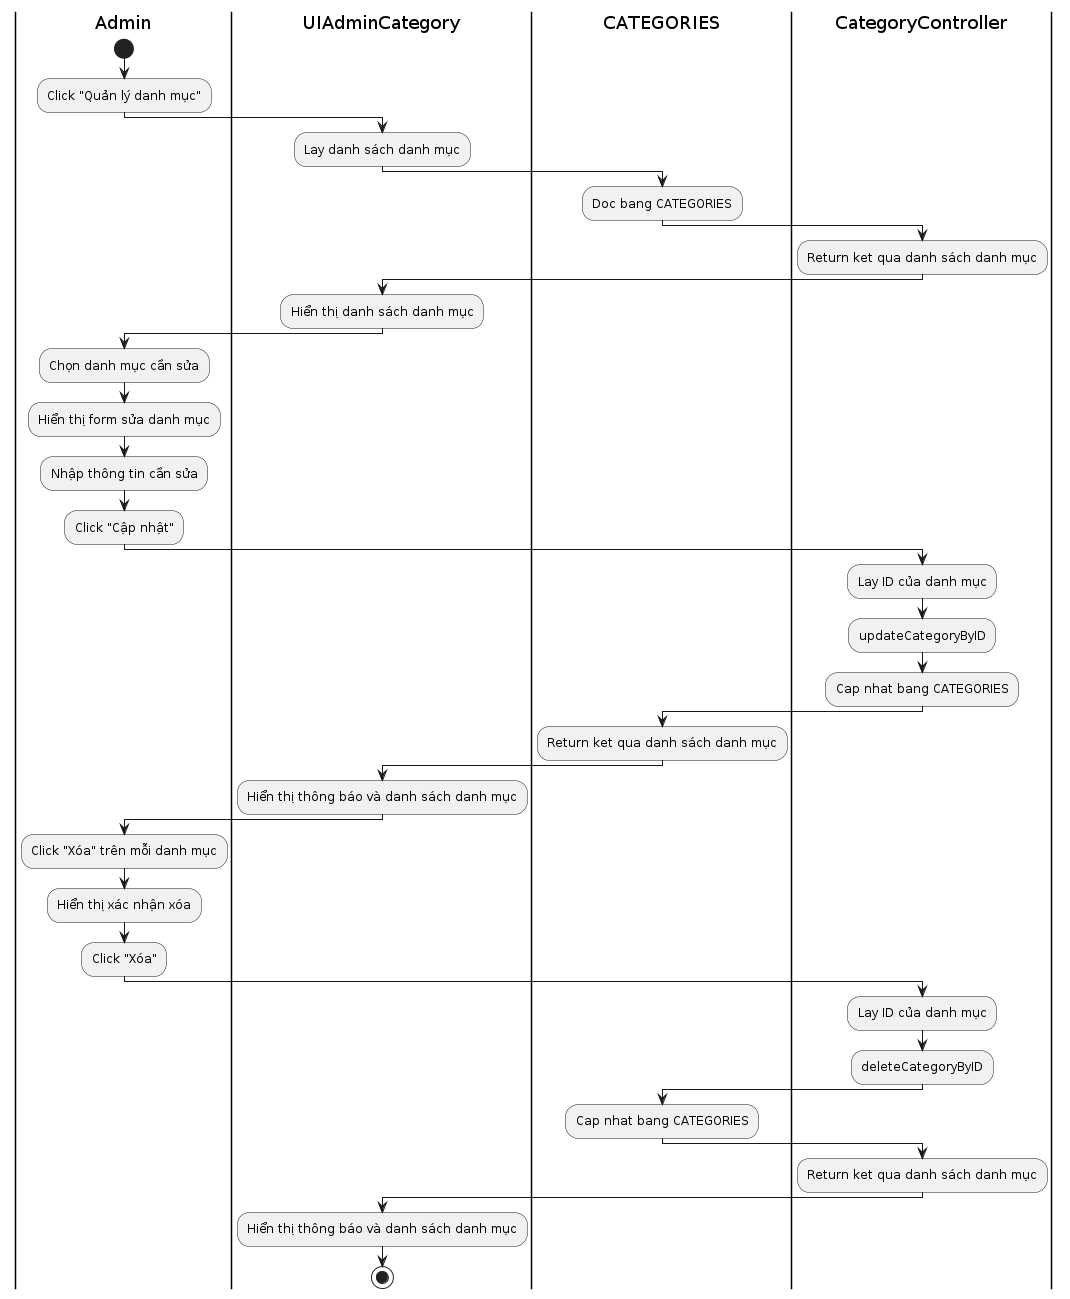 Admin
UIAdminCategory
CATEGORIES
CategoryController
Click "Quản lý danh mục"
Lay danh sách danh mục
Doc bang CATEGORIES
Return ket qua danh sách danh mục
Hiển thị danh sách danh mục
Chọn danh mục cần sửa
Hiển thị form sửa danh mục
Nhập thông tin cần sửa
Click "Cập nhật"
Lay ID của danh mục
updateCategoryByID
Cap nhat bang CATEGORIES
Return ket qua danh sách danh mục
Hiển thị thông báo và danh sách danh mục
Click "Xóa" trên mỗi danh mục
Hiển thị xác nhận xóa
Click "Xóa"
Lay ID của danh mục
deleteCategoryByID
Cap nhat bang CATEGORIES
Return ket qua danh sách danh mục
Hiển thị thông báo và danh sách danh mục